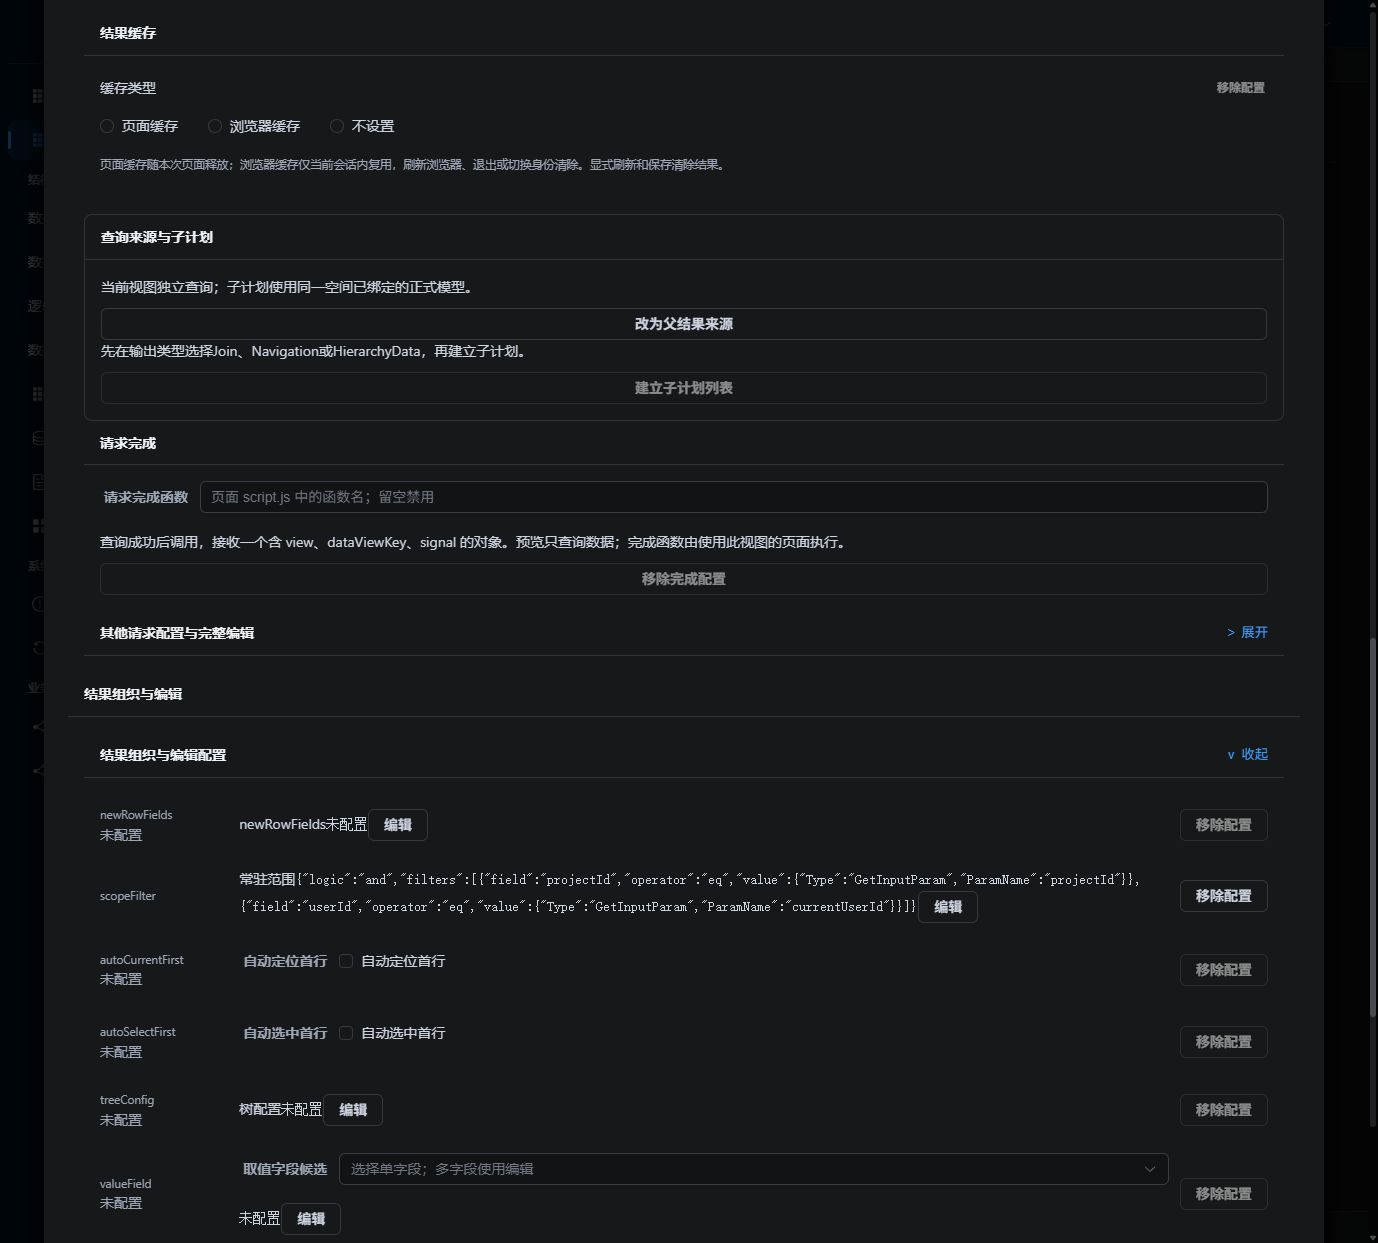 结果缓存
缓存类型
移除配置
页面缓存 浏览器缓存 不设置
页面缓存随本次页面释放；浏览器缓存仅当前会话内复用，刷新浏览器、退出或切换身份清除。显式刷新和保存清除结果。
查询来源与子计划
当前视图独立查询；子计划使用同一空间已绑定的正式模型。
改为父结果来源
先在输出类型选择Join、Navigation或HierarchyData，再建立子计划。
建立子计划列表
请求完成
请求完成函数 页面 script.js 中的函数名；留空禁用
查询成功后调用，接收一个含 view、dataViewKey、signal 的对象。预览只查询数据；完成函数由使用此视图的页面执行。
移除完成配置
其他请求配置与完整编辑 > 展开
结果组织与编辑
结果组织与编辑配置 v 收起
newRowFields
未配置
newRowFields未配置 编辑 移除配置
scopeFilter
常驻范围{"logic":"and","filters":[{"field":"projectId","operator":"eq","value":{"Type":"GetInputParam","ParamName":"projectId"}},
{"field":"userId","operator":"eq","value":{"Type":"GetInputParam","ParamName":"currentUserId"}}]} 编辑
移除配置
autoCurrentFirst
未配置
自动定位首行 自动定位首行 移除配置
autoSelectFirst
未配置
自动选中首行 自动选中首行 移除配置
treeConfig
未配置
树配置未配置 编辑 移除配置
valueField
未配置
取值字段候选 选择单字段；多字段使用编辑
未配置 编辑
移除配置